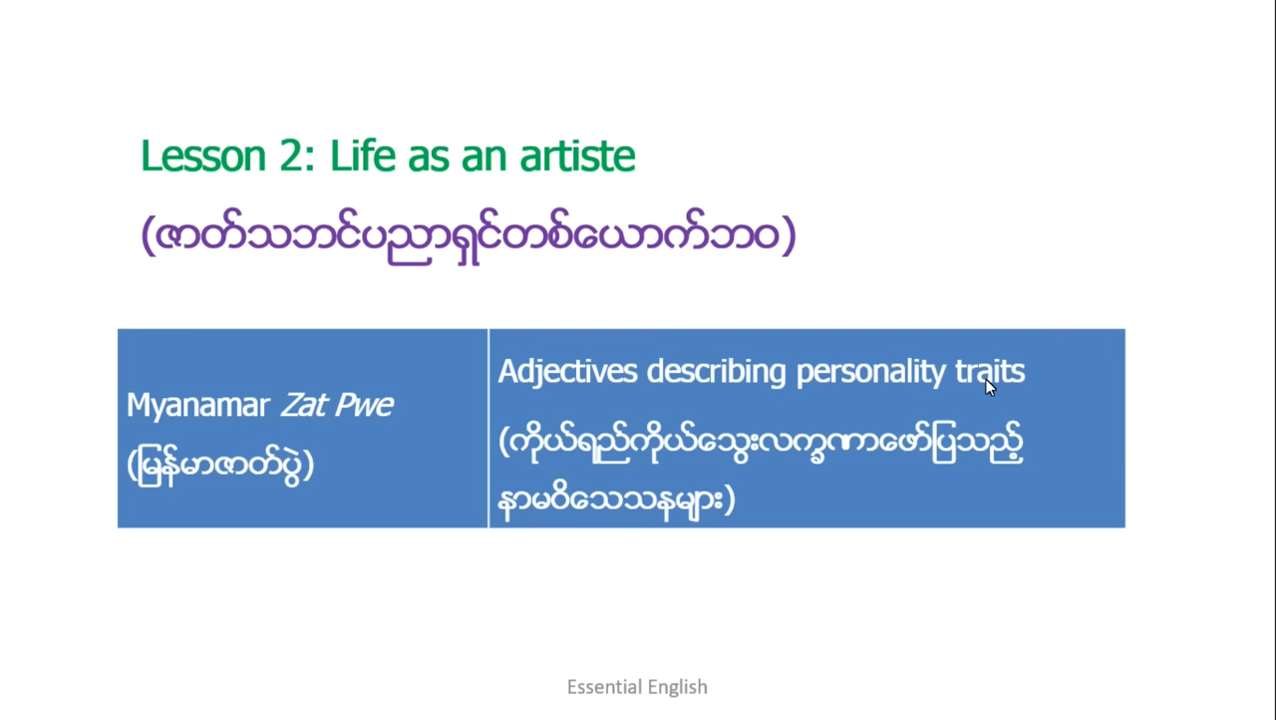 Lesson 2: Life as an artiste
(ဇာတ်သဘင်ပညာရှင်တစ်ယောက်ဘဝ)
Myanamar Zat Pwe
(မြန်မာဇာတ်ပွဲ)
Adjectives describing personality traits
(ကိုယ်ရည်ကိုယ်သွေးလက္ခဏာဖော်ပြသည့်
နာမဝိသေသနများ)
Essential English